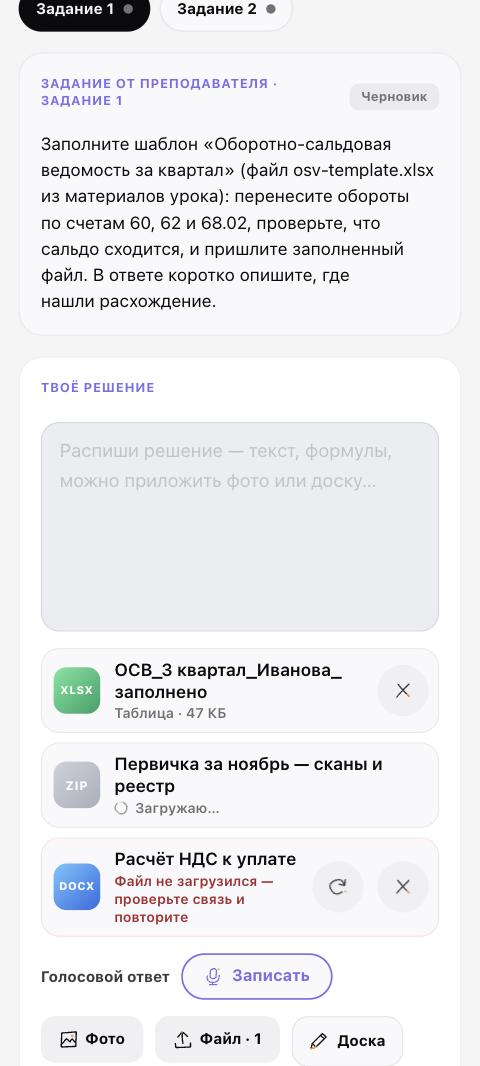 Задание 1
Задание 2
ЗАДАНИЕ ОТ ПРЕПОДАВАТЕЛЯ ·
ЗАДАНИЕ 1
Черновик
Заполните шаблон «Оборотно-сальдовая
ведомость за квартал» (файл osv-template.xlsx
из материалов урока): перенесите обороты
по счетам 60, 62 и 68.02, проверьте, что
сальдо сходится, и пришлите заполненный
файл. В ответе коротко опишите, где
нашли расхождение.
ТВОЁ РЕШЕНИЕ
Распиши решение — текст, формулы,
можно приложить фото или доску...
XLSX
ОСВ_3 квартал_Иванова_
заполнено
Таблица · 47 КБ
ZIP
Первичка за ноябрь — сканы и
реестр
Загружаю...
DOCX
Расчёт НДС к уплате
Файл не загрузился —
проверьте связь и
повторите
Голосовой ответ
Записать
Фото
Файл · 1
Доска